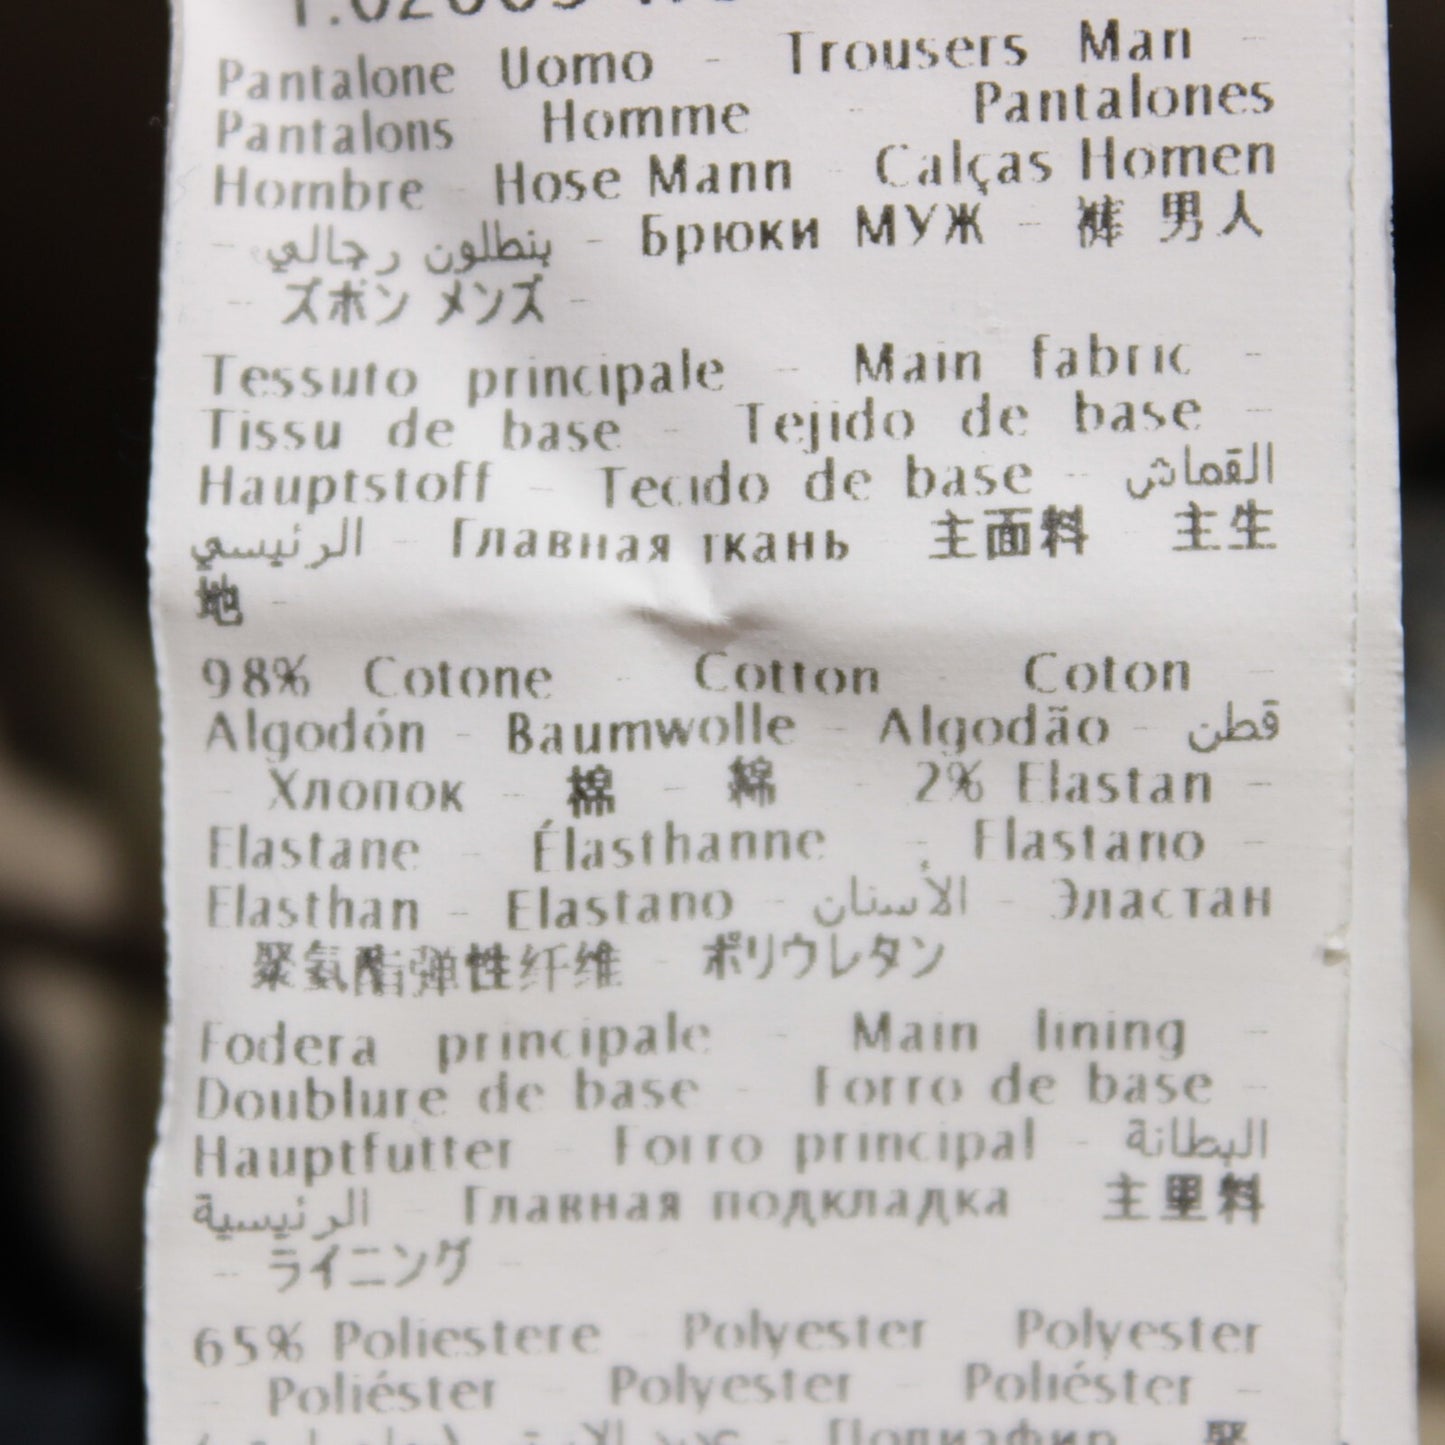 Pantalone Uomo - Trousers Man -
Pantalons Homme - Pantalones
Hombre - Hose Mann - Calças Homen
- بنطلون رجالي - Брюки МУЖ - 裤 男人
- ズボン メンズ -
Tessuto principale - Main fabric -
Tissu de base - Tejido de base -
Hauptstoff - Tecido de base - القماش
الرئيسي - Главная ткань - 主面料 - 主生
地 -
98% Cotone - Cotton - Coton -
Algodón - Baumwolle - Algodão - قطن
- Хлопок - 棉 - 綿 - 2% Elastan -
Elastane - Élasthanne - Elastano -
Elasthan - Elastano - الأستان - Эластан
聚氨酯弹性纤维 - ポリウレタン
Fodera principale - Main lining -
Doublure de base - Forro de base -
Hauptfutter - Forro principal - البطانة
الرئيسية - Главная подкладка - 主里料
- ライニング -
65% Poliestere - Polyester - Polyester
- Poliéster - Polyester - Poliéster -
Полиэфир - 聚